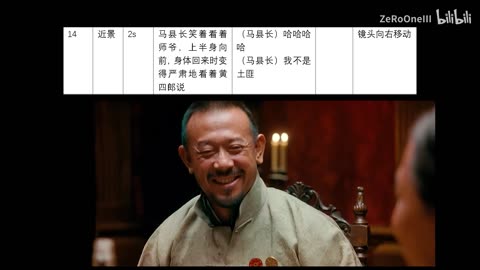 ZeRoOneIII bilibili
14 近景 2s 马县长笑着看着 （马县长）哈哈哈 镜头向右移动
师爷，上半身向 哈
前，身体回来时变 （马县长）我不是
得严肃地看着黄 土匪
四郎说